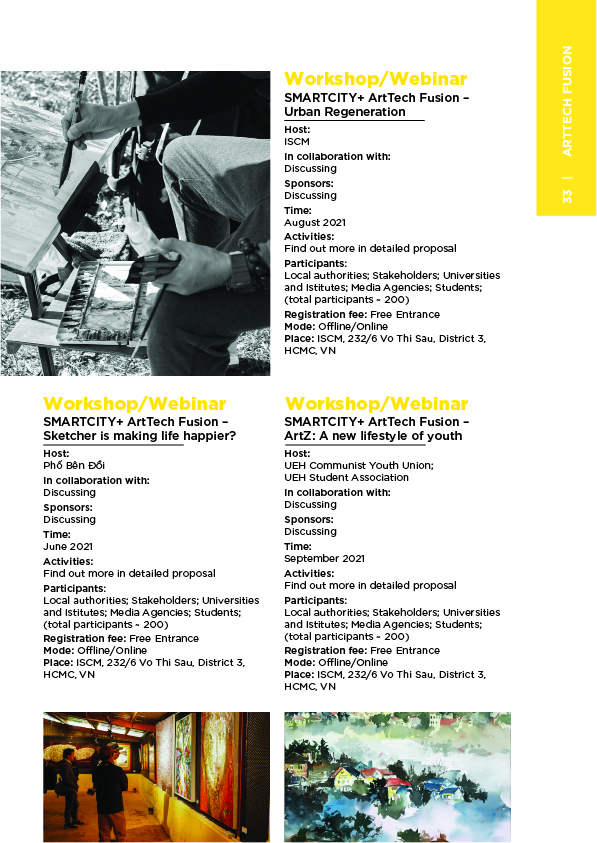 ARTTECH FUSION
33 |
Workshop/Webinar
SMARTCITY+ ArtTech Fusion –
Urban Regeneration
Host:
ISCM
In collaboration with:
Discussing
Sponsors:
Discussing
Time:
August 2021
Activities:
Find out more in detailed proposal
Participants:
Local authorities; Stakeholders; Universities
and Istitutes; Media Agencies; Students;
(total participants ~ 200)
Registration fee: Free Entrance
Mode: Offline/Online
Place: ISCM, 232/6 Vo Thi Sau, District 3,
HCMC, VN
Workshop/Webinar
SMARTCITY+ ArtTech Fusion –
Sketcher is making life happier?
Host:
Phố Bên Đồi
In collaboration with:
Discussing
Sponsors:
Discussing
Time:
June 2021
Activities:
Find out more in detailed proposal
Participants:
Local authorities; Stakeholders; Universities
and Istitutes; Media Agencies; Students;
(total participants ~ 200)
Registration fee: Free Entrance
Mode: Offline/Online
Place: ISCM, 232/6 Vo Thi Sau, District 3,
HCMC, VN
Workshop/Webinar
SMARTCITY+ ArtTech Fusion –
ArtZ: A new lifestyle of youth
Host:
UEH Communist Youth Union;
UEH Student Association
In collaboration with:
Discussing
Sponsors:
Discussing
Time:
September 2021
Activities:
Find out more in detailed proposal
Participants:
Local authorities; Stakeholders; Universities
and Istitutes; Media Agencies; Students;
(total participants ~ 200)
Registration fee: Free Entrance
Mode: Offline/Online
Place: ISCM, 232/6 Vo Thi Sau, District 3,
HCMC, VN